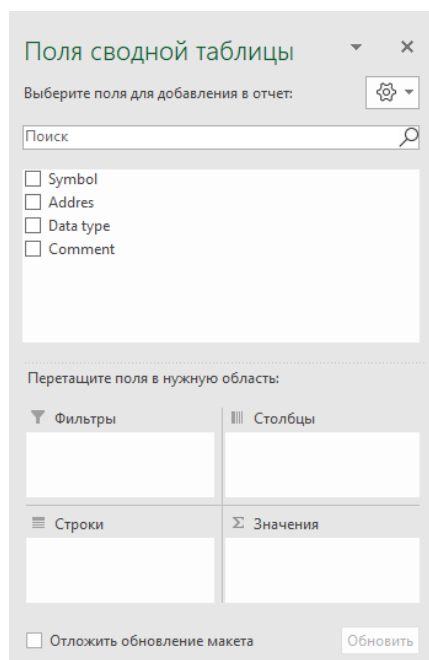 Поля сводной таблицы
Выберите поля для добавления в отчет:
Поиск
Symbol
Addres
Data type
Comment
Перетащите поля в нужную область:
Фильтры
Столбцы
Строки
Σ Значения
Отложить обновление макета
Обновить